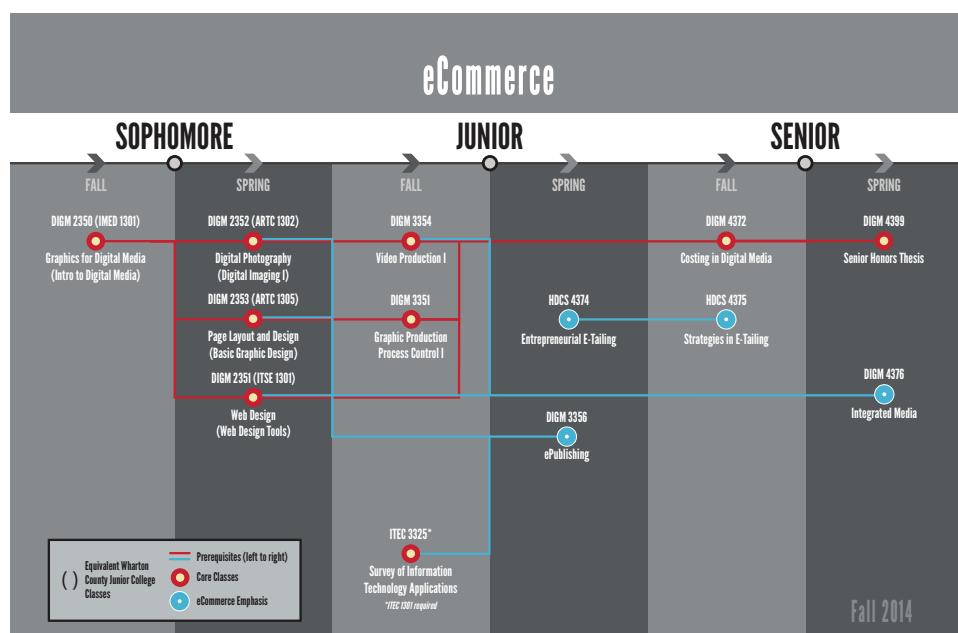 eCommerce
SOPHOMORE
JUNIOR
SENIOR
FALL
SPRING
FALL
SPRING
FALL
SPRING
DIGM 2350 (IMED 1301)
Graphics for Digital Media
(Intro to Digital Media)
DIGM 2352 (ARTC 1302)
Digital Photography
(Digital Imaging I)
DIGM 3354
Video Production I
DIGM 4372
Costing in Digital Media
DIGM 4399
Senior Honors Thesis
DIGM 2353 (ARTC 1305)
Page Layout and Design
(Basic Graphic Design)
DIGM 3351
Graphic Production
Process Control I
HDCS 4374
Entrepreneurial E-Tailing
HDCS 4375
Strategies in E-Tailing
DIGM 2351 (ITSE 1301)
Web Design
(Web Design Tools)
DIGM 4376
Integrated Media
DIGM 3356
ePublishing
ITEC 3325*
Survey of Information
Technology Applications
*ITEC 1301 required
( )
Equivalent Wharton
County Junior College
Classes
Prerequisites (left to right)
Core Classes
eCommerce Emphasis
Fall 2014